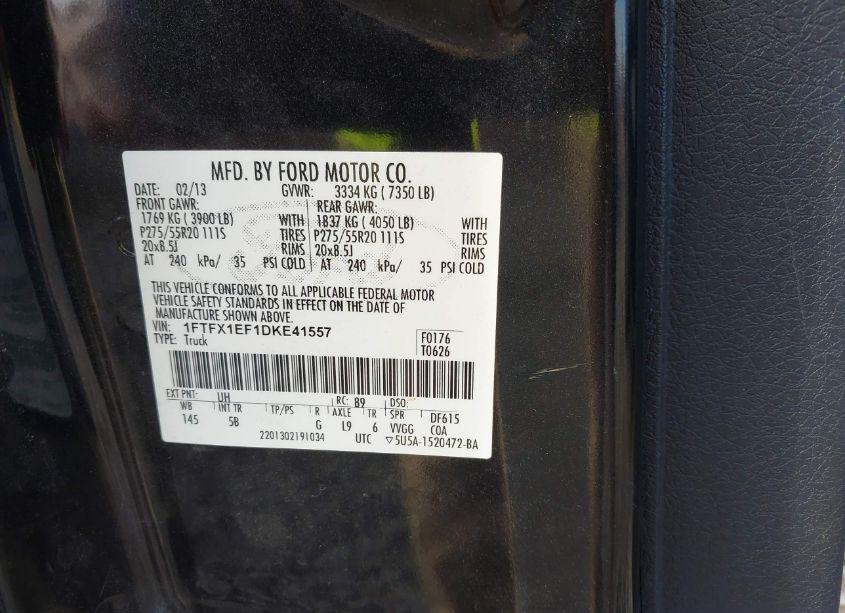 MFD. BY FORD MOTOR CO.
DATE: 02/13 GVWR: 3334 KG ( 7350 LB)
FRONT GAWR: REAR GAWR:
1769 KG ( 3900 LB) WITH 1837 KG ( 4050 LB) WITH
P275/55R20 111S TIRES P275/55R20 111S TIRES
20x8.5J RIMS 20x8.5J RIMS
AT 240 kPa/ 35 PSI COLD AT 240 kPa/ 35 PSI COLD
THIS VEHICLE CONFORMS TO ALL APPLICABLE FEDERAL MOTOR
VEHICLE SAFETY STANDARDS IN EFFECT ON THE DATE OF
MANUFACTURE SHOWN ABOVE.
VIN: 1FTFX1EF1DKE41557 F0176
TYPE: Truck T0626
EXT PNT: UH RC: 89 DSO:
WB INT TR TP/PS R AXLE TR SPR DF615
145 5B G L9 6 VVGG COA
2201302191034 UTC ▽5U5A-1520472-BA